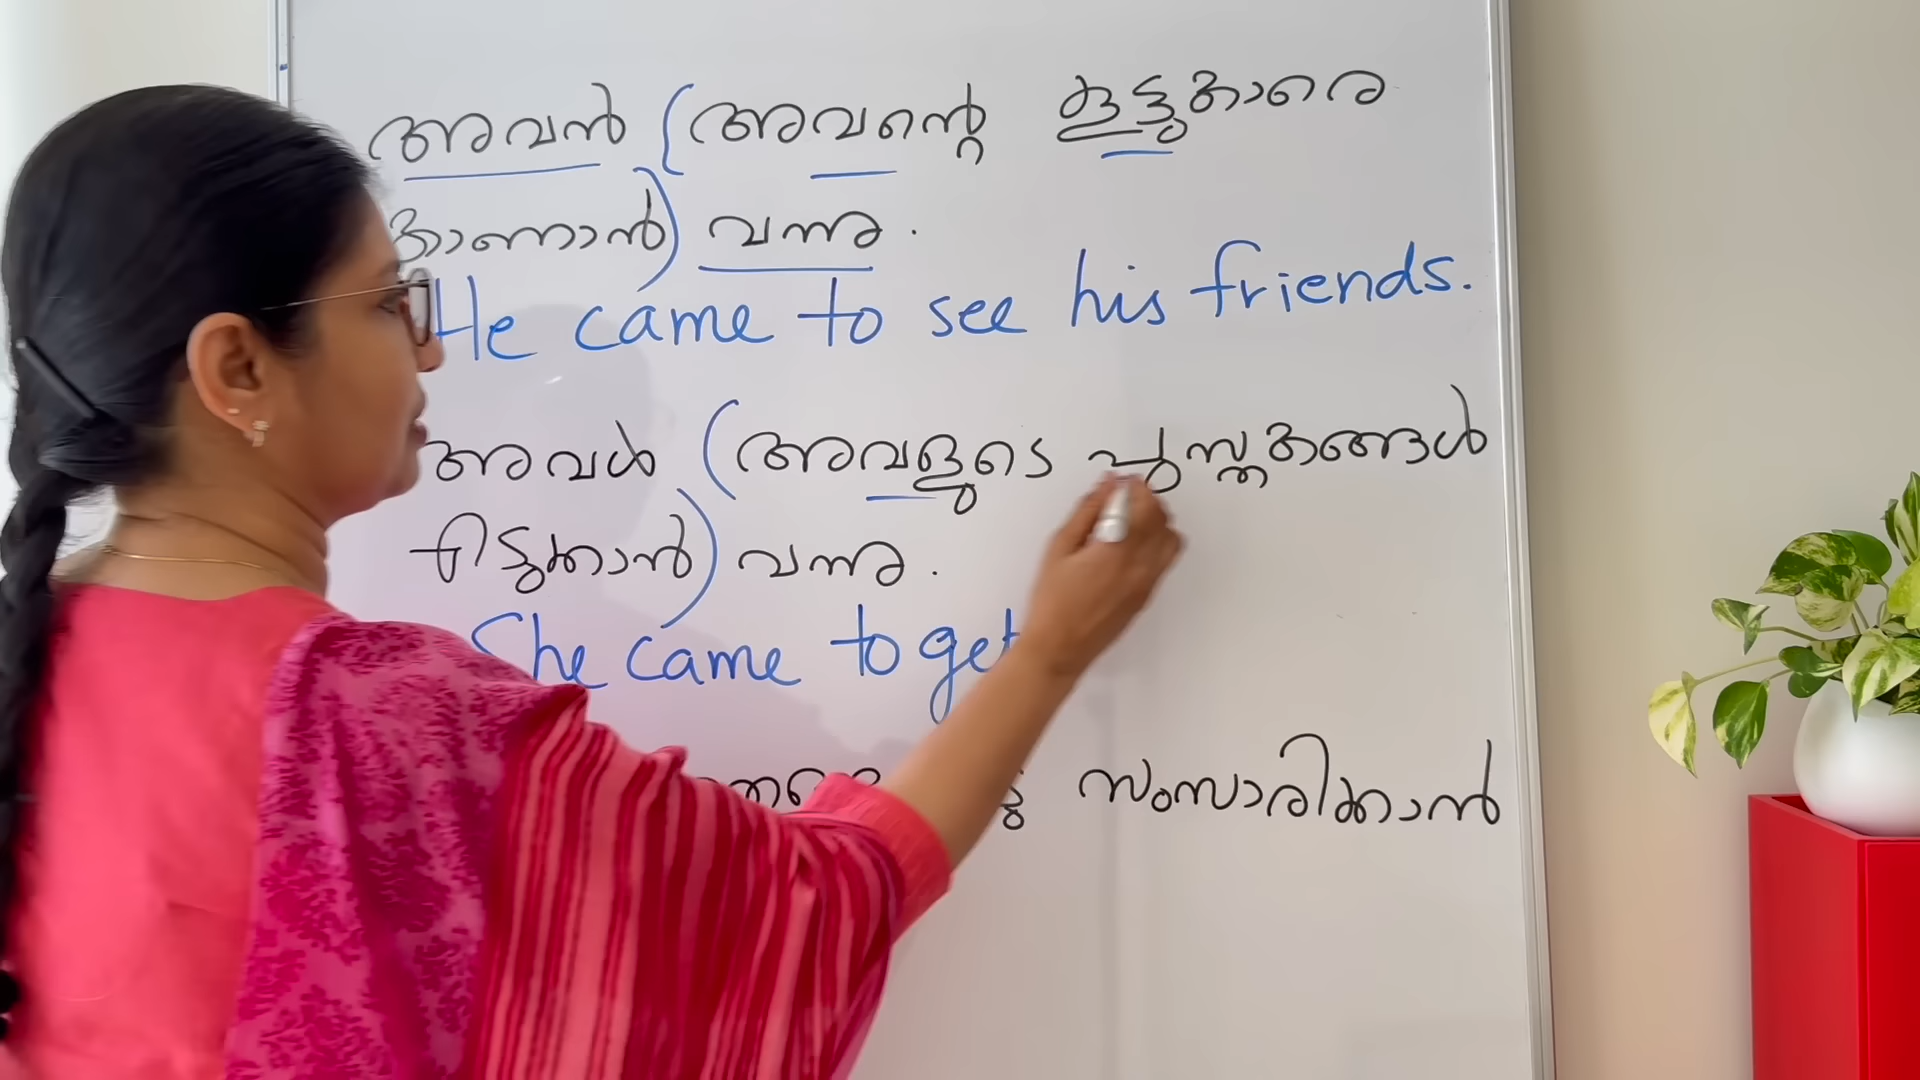 അവൻ (അവന്റെ കൂട്ടുകാരെ
കാണാൻ) വന്നു.
He came to see his friends.
അവൾ (അവളുടെ പുസ്തകങ്ങൾ
എടുക്കാൻ) വന്നു.
She came to get
സംസാരിക്കാൻ